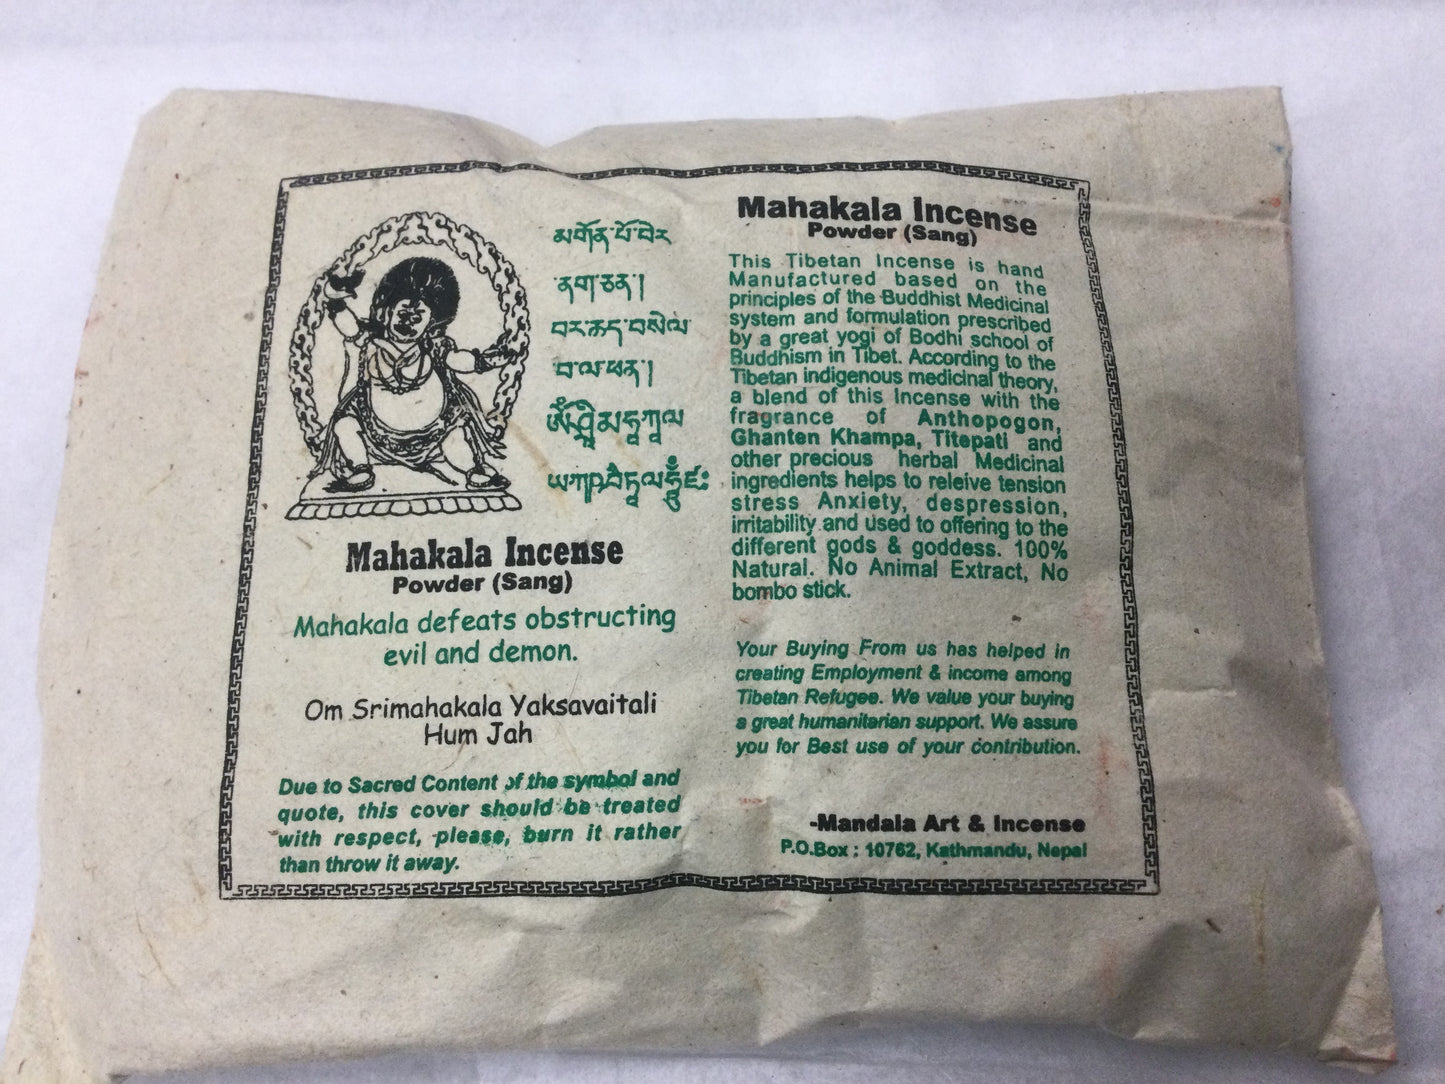 མགོན་པོ་བེར་
ནག་ཅན། 
བར་ཆད་བསེལ་
བ་ལ་ཕན།
Mahakala Incense
Powder (Sang)
Mahakala defeats obstructing
evil and demon.
Om Srimahakala Yaksavaitali
Hum Jah
Due to Sacred Content of the symbol and
quote, this cover should be treated
with respect, please, burn it rather
than throw it away.
Mahakala Incense
Powder (Sang)
This Tibetan Incense is hand
Manufactured based on the
principles of the Buddhist Medicinal
system and formulation prescribed
by a great yogi of Bodhi school of
Buddhism in Tibet. According to the
Tibetan indigenous medicinal theory,
a blend of this Incense with the
fragrance of Anthopogon,
Ghanten Khampa, Titepati and
other precious herbal Medicinal
ingredients helps to releive tension
stress Anxiety, despression,
irritability and used to offering to the
different gods & goddess. 100%
Natural. No Animal Extract, No
bombo stick.
Your Buying From us has helped in
creating Employment & income among
Tibetan Refugee. We value your buying
a great humanitarian support. We assure
you for Best use of your contribution.
-Mandala Art & Incense
P.O.Box : 10762, Kathmandu, Nepal